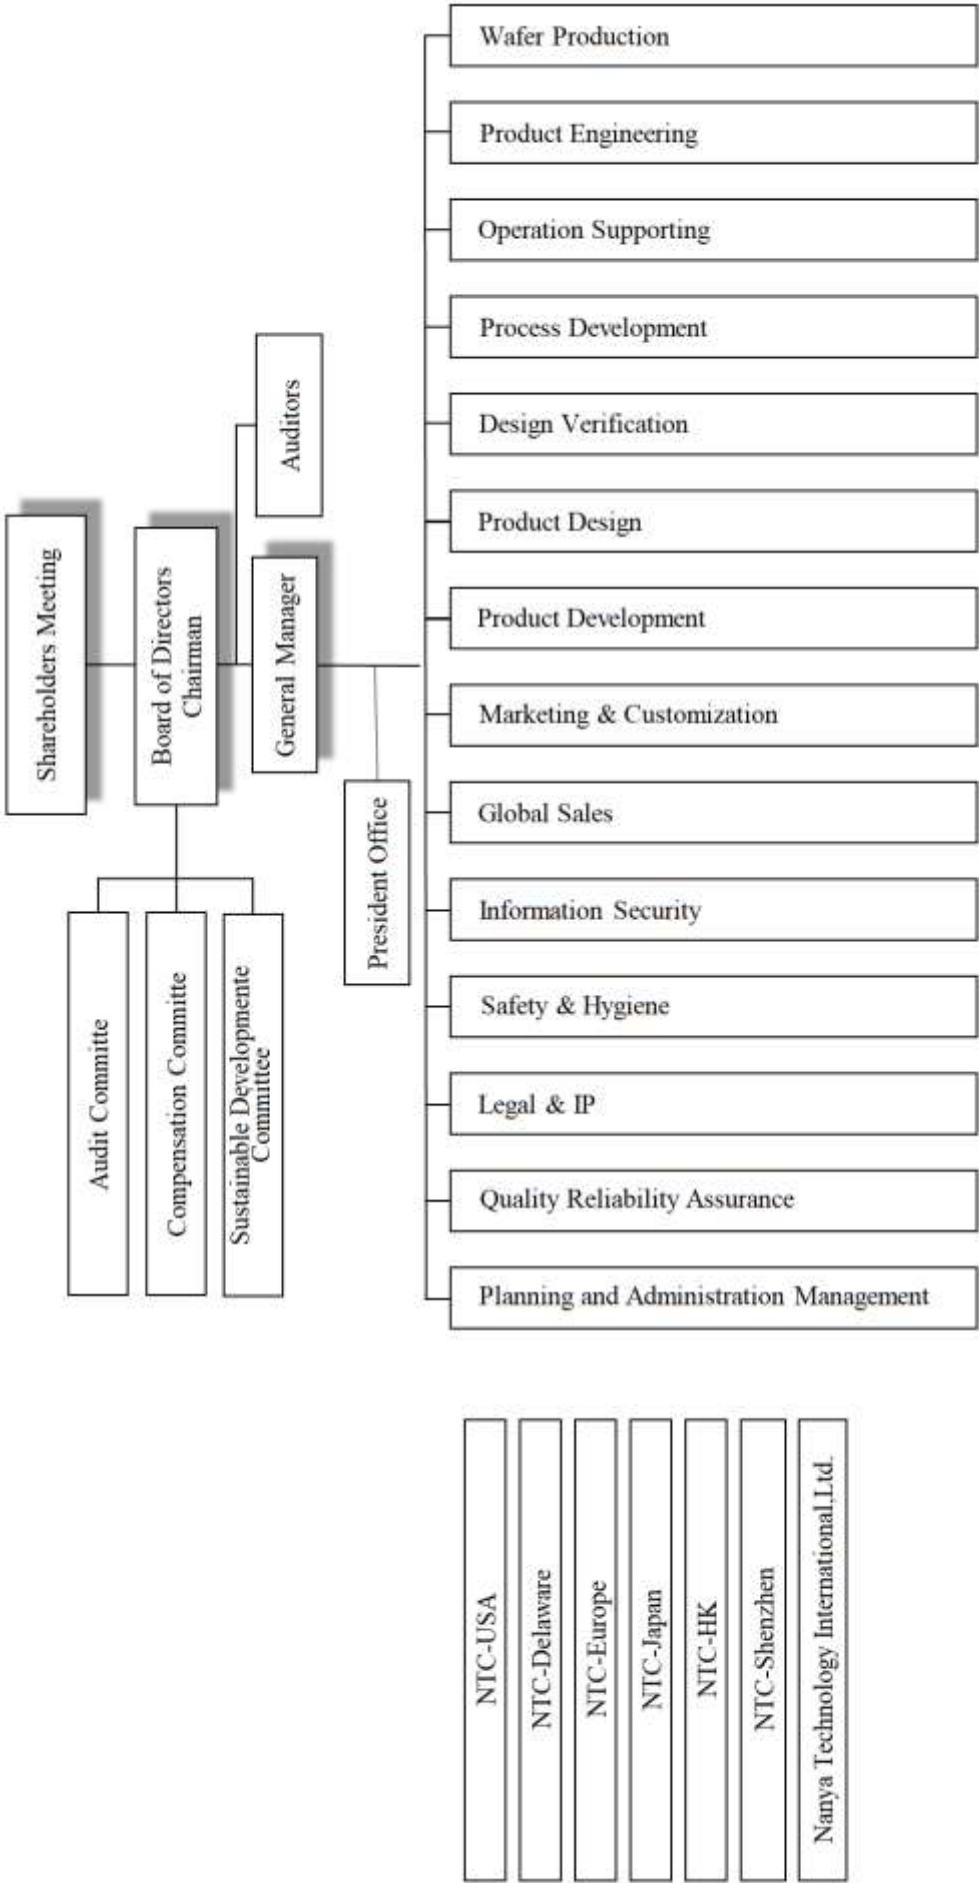 Shareholders Meeting
Board of Directors
Chairman
Auditors
General Manager
President Office
Audit Committe
Compensation Committe
Sustainable Developmente
Committee
Wafer Production
Product Engineering
Operation Supporting
Process Development
Design Verification
Product Design
Product Development
Marketing & Customization
Global Sales
Information Security
Safety & Hygiene
Legal & IP
Quality Reliability Assurance
Planning and Administration Management
NTC-USA
NTC-Delaware
NTC-Europe
NTC-Japan
NTC-HK
NTC-Shenzhen
Nanya Technology International,Ltd.